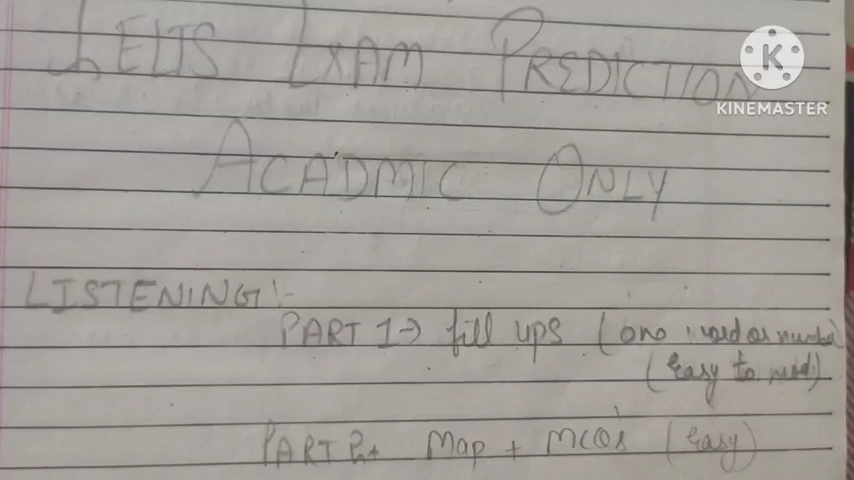 IELTS EXAM PREDICTION
KINEMASTER
ACADMIC ONLY
LISTENING :-
PART 1 → fill ups (one word or number
(easy to mod)
PART 2 → Map + MCQs (easy)